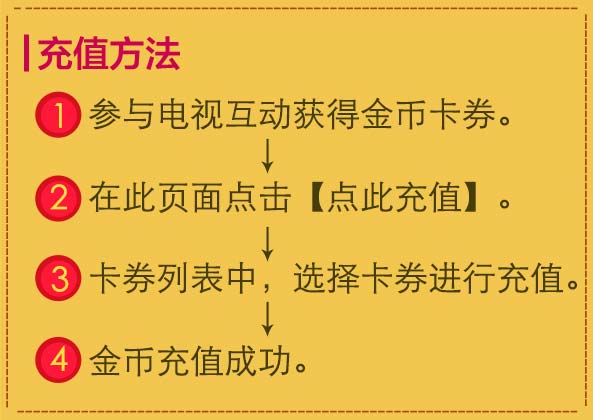 充值方法
1 参与电视互动获得金币卡券。
2 在此页面点击【点此充值】。
3 卡券列表中，选择卡券进行充值。
4 金币充值成功。